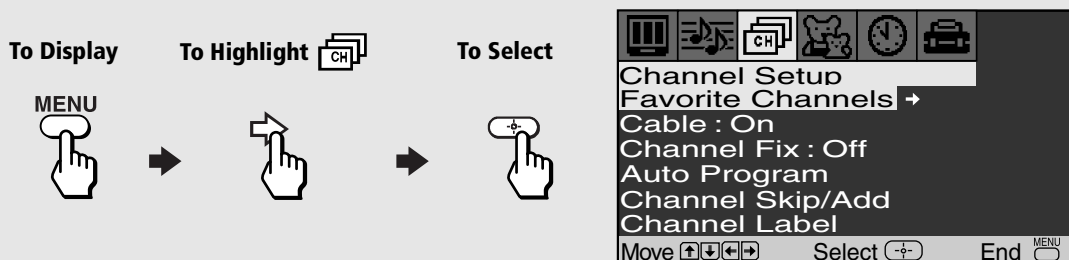 To Display
To Highlight CH
To Select
MENU
CH
Channel Setup
Favorite Channels
Cable : On
Channel Fix : Off
Auto Program
Channel Skip/Add
Channel Label
Move Select End MENU